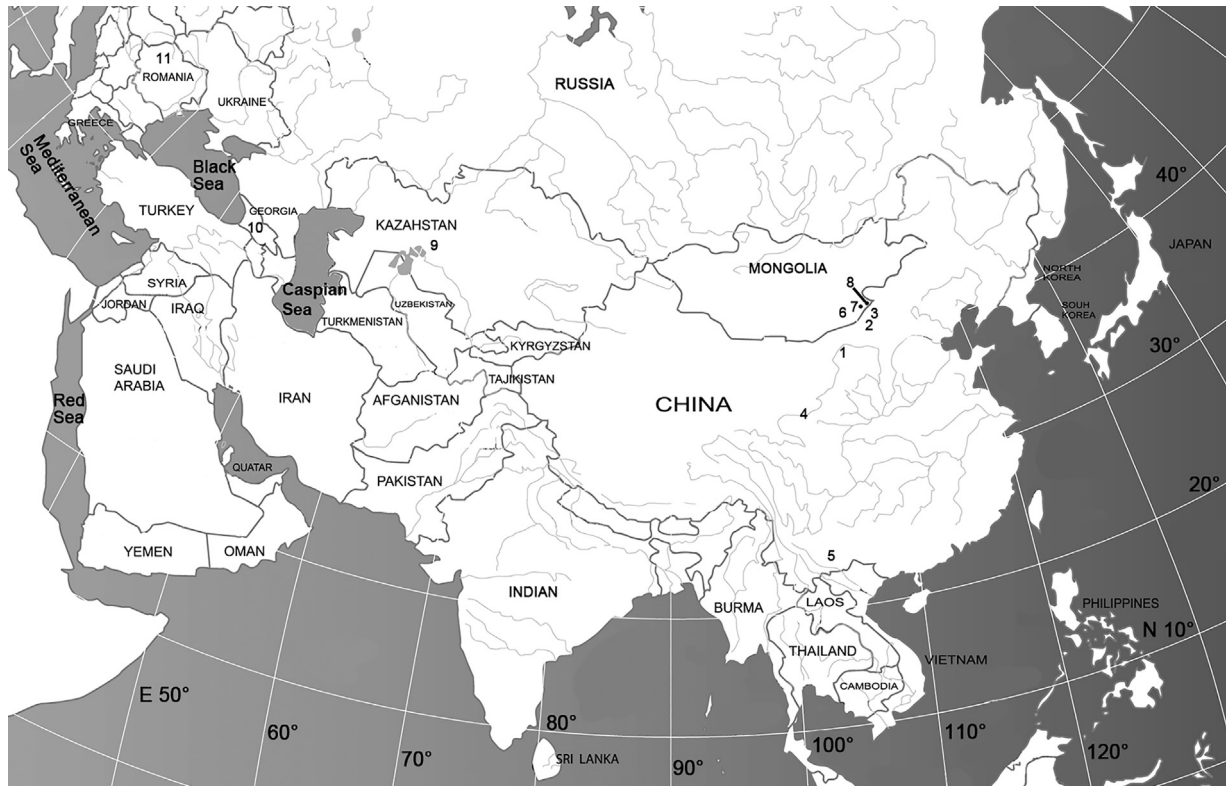 11
ROMANIA
RUSSIA
UKRAINE
GREECE
Mediterranean
Sea
Black
Sea
40°
TURKEY
GEORGIA
10
KAZAHSTAN
9
JAPAN
MONGOLIA
NORTH
KOREA
SYRIA
8
Caspian
Sea
JORDAN
IRAQ
UZBEKISTAN
7
6
3
2
SOUH
KOREA
TURKMENISTAN
KYRGYZSTAN
1
30°
SAUDI
ARABIA
TAJIKISTAN
Red
Sea
IRAN
AFGANISTAN
CHINA
4
QUATAR
PAKISTAN
20°
YEMEN
OMAN
5
INDIAN
BURMA
LAOS
PHILIPPINES
N 10°
THAILAND
VIETNAM
CAMBODIA
E 50°
60°
70°
80°
SRI LANKA
90°
100°
110°
120°